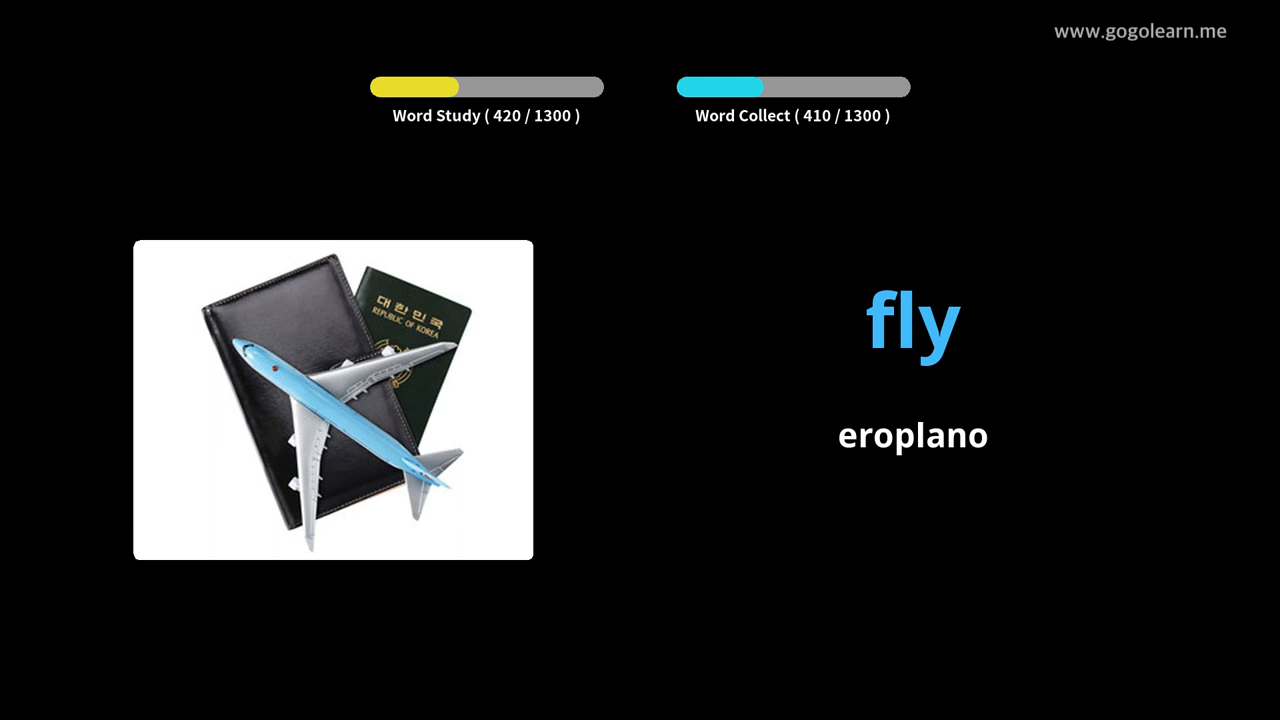 www.gogolearn.me
Word Study ( 420 / 1300 )
Word Collect ( 410 / 1300 )
대한민국
REPUBLIC OF KOREA
fly
eroplano